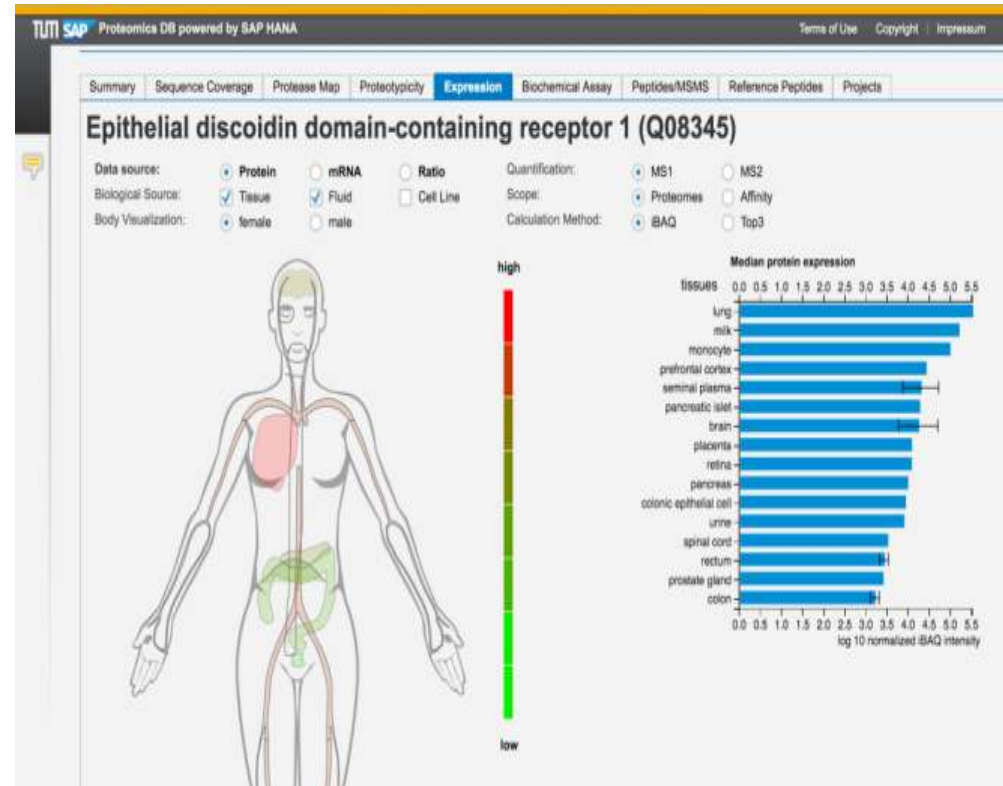 TUM SAP Proteomics DB powered by SAP HANA Terms of Use Copyright Impressum
Summary Sequence Coverage Protease Map Proteotypicity Expression Biochemical Assay Peptides/MSMS Reference Peptides Projects
Epithelial discoidin domain-containing receptor 1 (Q08345)
Data source: Protein mRNA Ratio Quantification: MS1 MS2
Biological Source: Tissue Fluid Cell Line Scope: Proteomes Affinity
Body Visualization: female male Calculation Method: iBAQ Top3
high
Median protein expression
tissues 0.0 0.5 1.0 1.5 2.0 2.5 3.0 3.5 4.0 4.5 5.0 5.5
lung
milk
monocyte
prefrontal cortex
seminal plasma
pancreatic islet
brain
placenta
retina
pancreas
colonic epithelial cell
urine
spinal cord
rectum
prostate gland
colon
0.0 0.5 1.0 1.5 2.0 2.5 3.0 3.5 4.0 4.5 5.0 5.5
log 10 normalized iBAQ intensity
low